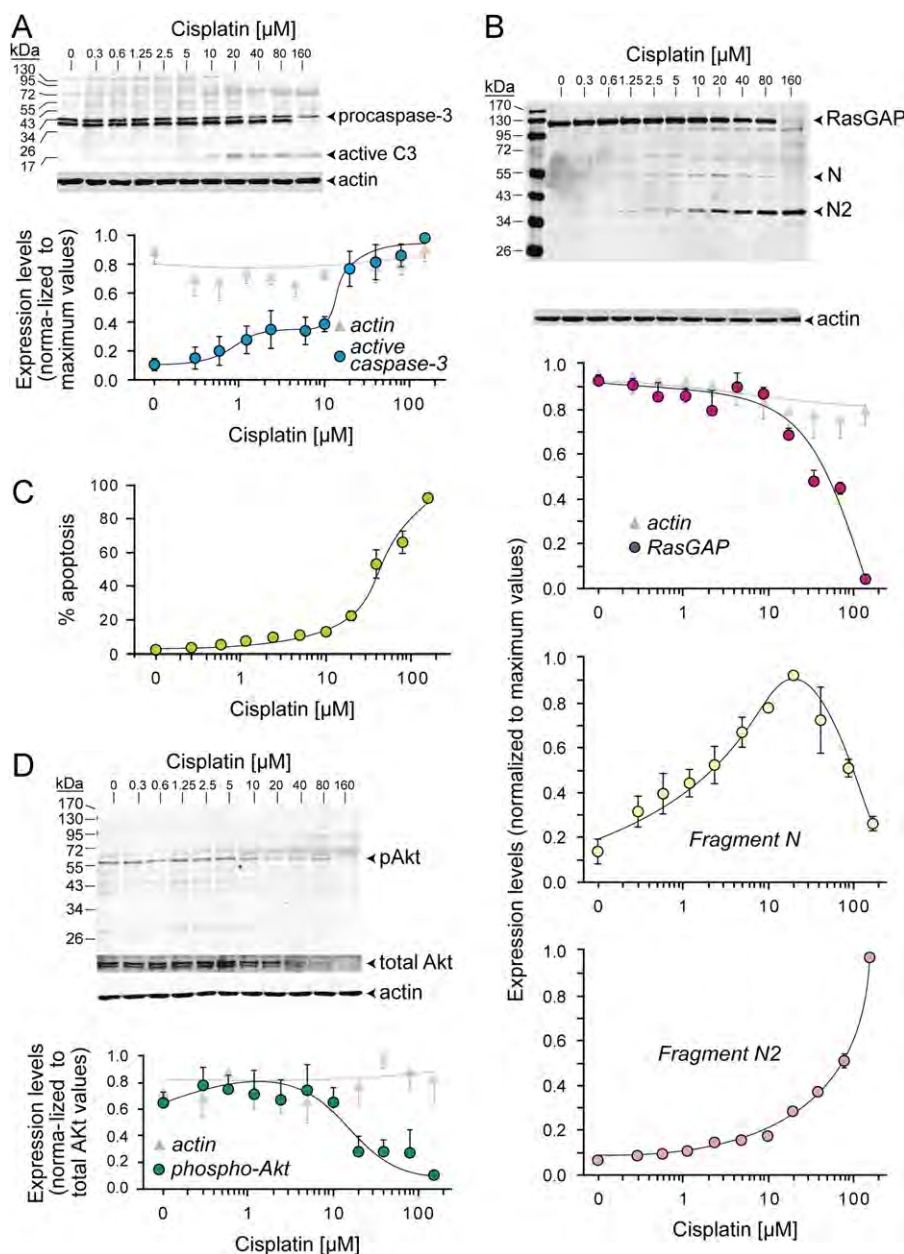 A
Cisplatin [µM]
kDa
0 0.3 0.6 1.25 2.5 5 10 20 40 80 160
130
95
72
55
43
34
26
17
procaspase-3
active C3
actin
Expression levels
(norma-lized to
maximum values)
1.0
0.8
0.6
0.4
0.2
0.0
actin
active
caspase-3
0 1 10 100
Cisplatin [µM]
C
% apoptosis
100
80
60
40
20
0
0 1 10 100
Cisplatin [µM]
D
Cisplatin [µM]
kDa
0 0.3 0.6 1.25 2.5 5 10 20 40 80 160
170
130
95
72
55
43
34
26
pAkt
total Akt
actin
Expression levels
(norma-lized to
total AKt values)
1.0
0.8
0.6
0.4
0.2
0.0
actin
phospho-Akt
0 1 10 100
Cisplatin [µM]
B
Cisplatin [µM]
kDa
0 0.3 0.6 1.25 2.5 5 10 20 40 80 160
170
130
95
72
55
43
34
26
RasGAP
N
N2
actin
Expression levels (normalized to maximum values)
1.0
0.8
0.6
0.4
0.2
0.0
actin
RasGAP
0 1 10 100
1.0
0.8
0.6
0.4
0.2
0.0
Fragment N
0 1 10 100
1.0
0.8
0.6
0.4
0.2
0.0
Fragment N2
0 1 10 100
Cisplatin [µM]